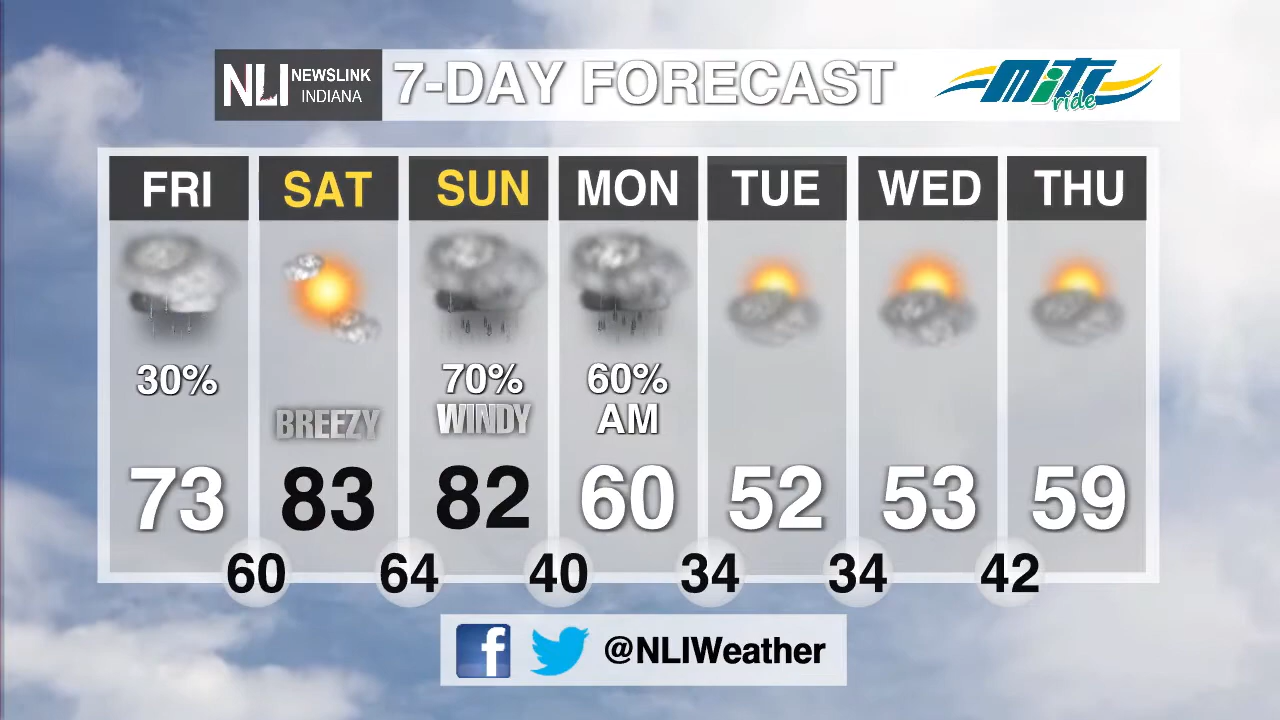 NLI NEWSLINK INDIANA 7-DAY FORECAST MiTS ride
FRI SAT SUN MON TUE WED THU
30% 70% 60%
BREEZY WINDY AM
73 83 82 60 52 53 59
60 64 40 34 34 42
f @NLIWeather